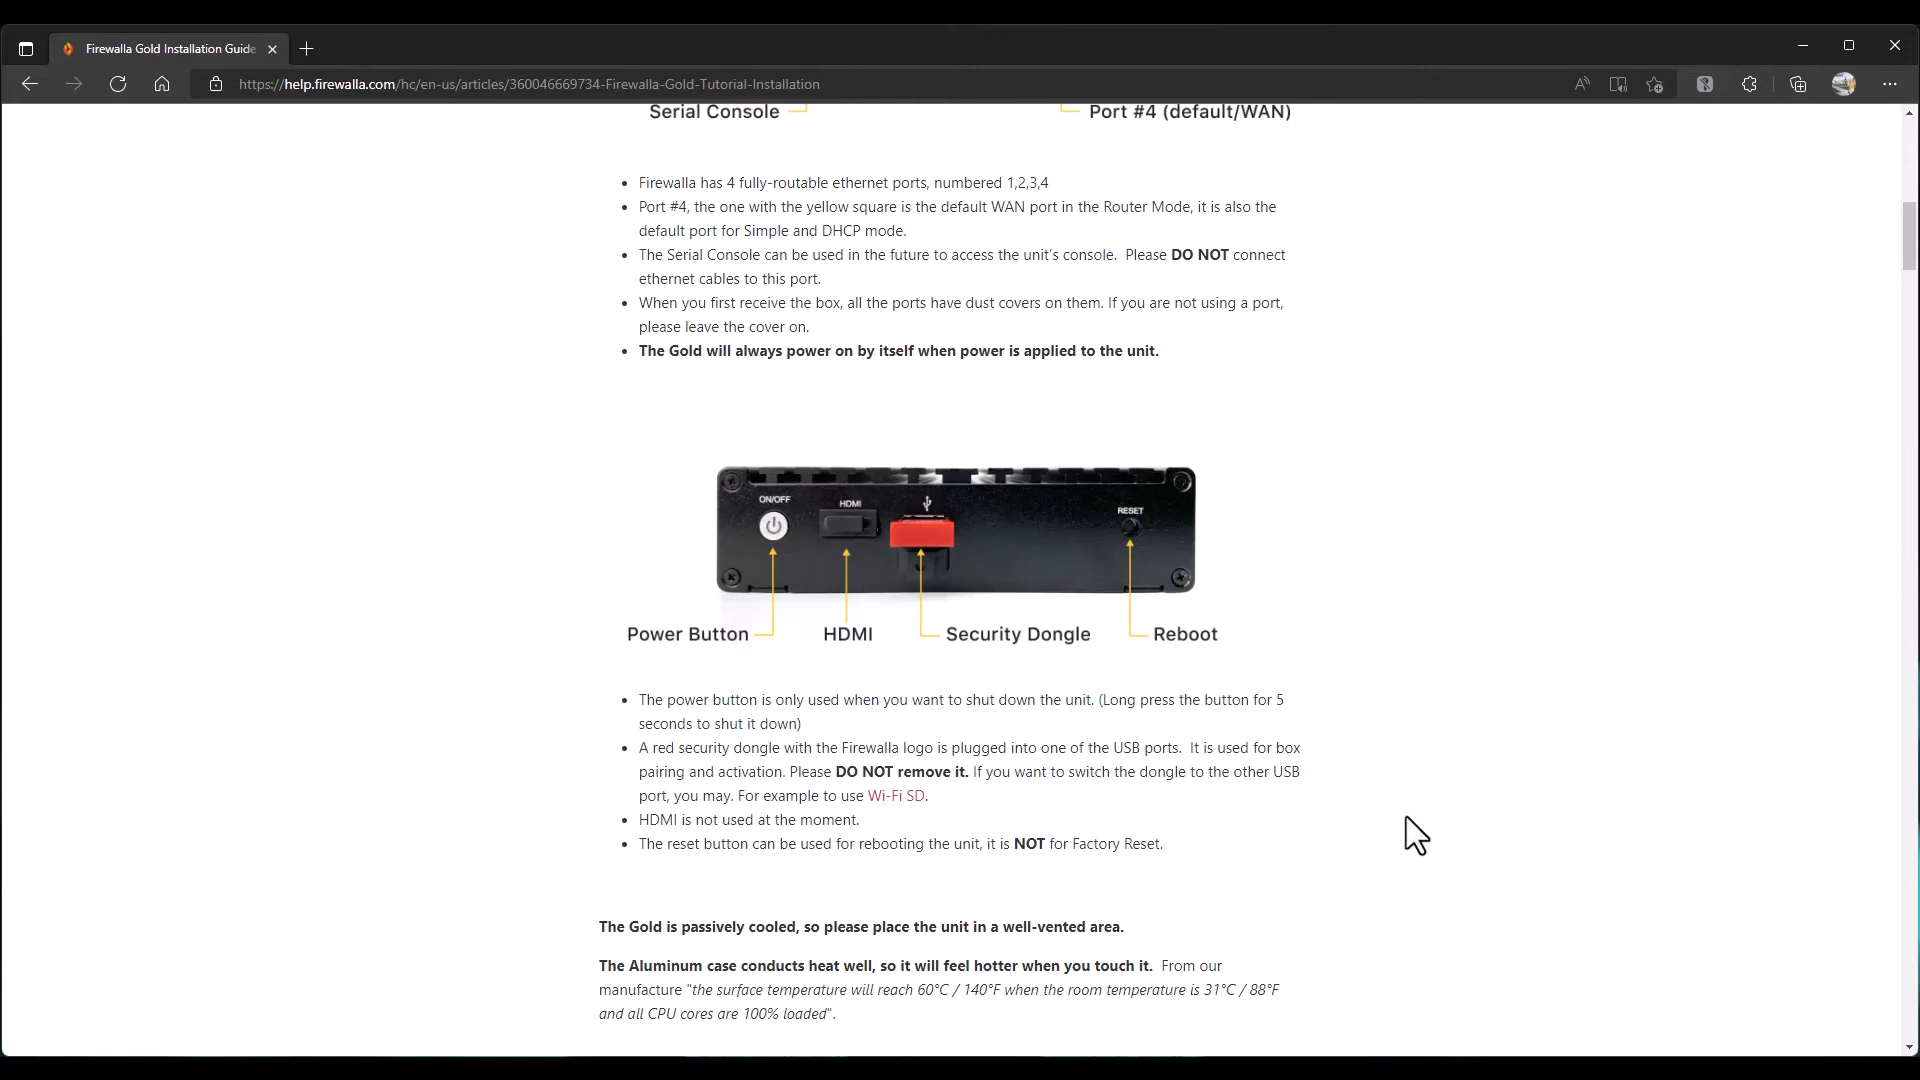 Firewalla Gold Installation Guide
https://help.firewalla.com/hc/en-us/articles/360046669734-Firewalla-Gold-Tutorial-Installation
Serial Console
Port #4 (default/WAN)
Firewalla has 4 fully-routable ethernet ports, numbered 1,2,3,4
Port #4, the one with the yellow square is the default WAN port in the Router Mode, it is also the
default port for Simple and DHCP mode.
The Serial Console can be used in the future to access the unit's console.  Please DO NOT connect
ethernet cables to this port.
When you first receive the box, all the ports have dust covers on them. If you are not using a port,
please leave the cover on.
The Gold will always power on by itself when power is applied to the unit.
ON/OFF
HDMI
RESET
Power Button
HDMI
Security Dongle
Reboot
The power button is only used when you want to shut down the unit. (Long press the button for 5
seconds to shut it down)
A red security dongle with the Firewalla logo is plugged into one of the USB ports.  It is used for box
pairing and activation. Please DO NOT remove it. If you want to switch the dongle to the other USB
port, you may. For example to use Wi-Fi SD.
HDMI is not used at the moment.
The reset button can be used for rebooting the unit, it is NOT for Factory Reset.
The Gold is passively cooled, so please place the unit in a well-vented area.
The Aluminum case conducts heat well, so it will feel hotter when you touch it.  From our
manufacture "the surface temperature will reach 60°C / 140°F when the room temperature is 31°C / 88°F
and all CPU cores are 100% loaded".